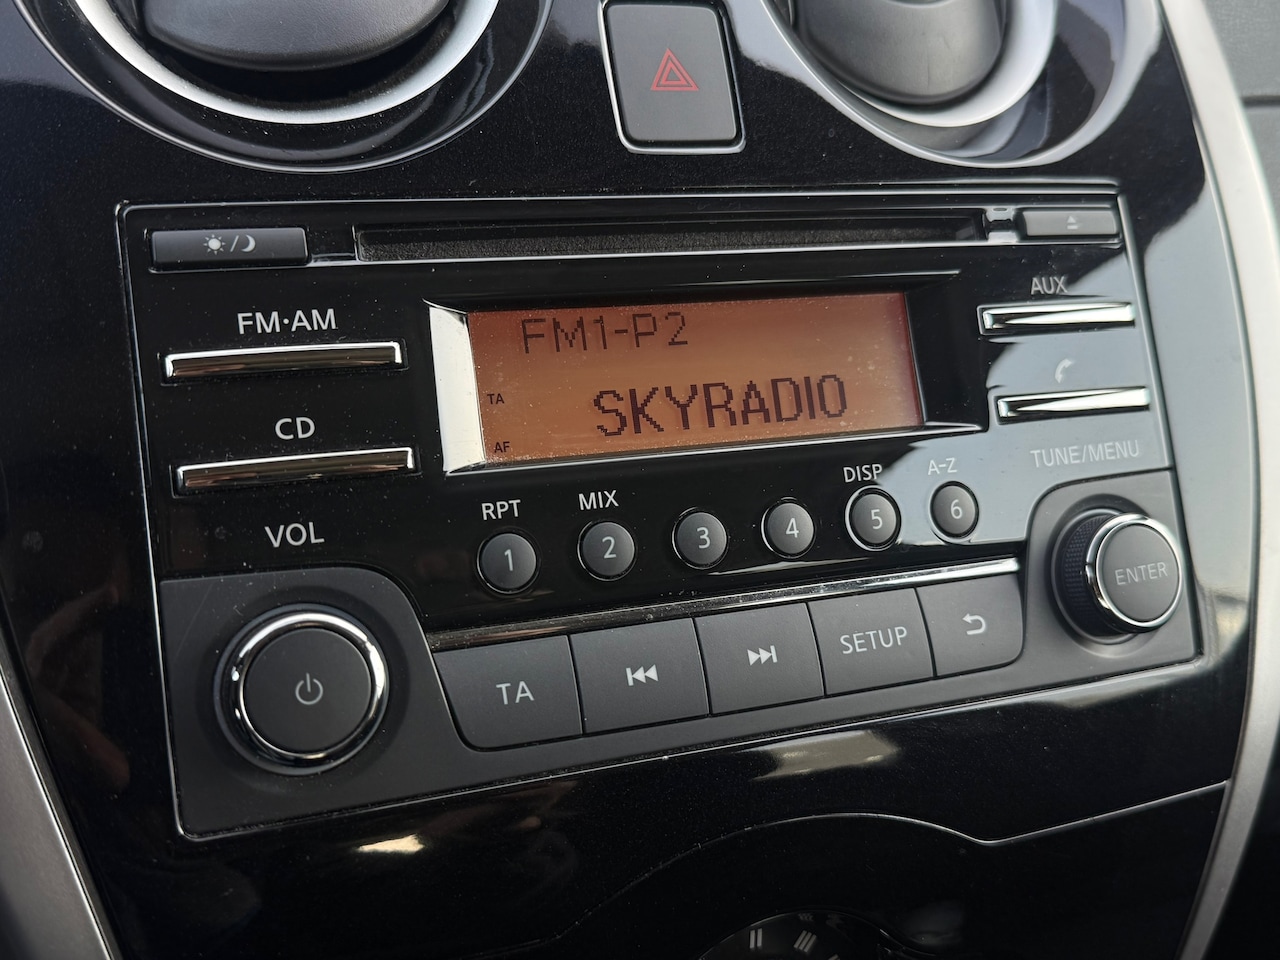 AUX
FM·AM
FM1-P2
TA
SKYRADIO
AF
CD
TUNE/MENU
DISP
A-Z
RPT
MIX
VOL
1
2
3
4
5
6
ENTER
TA
SETUP